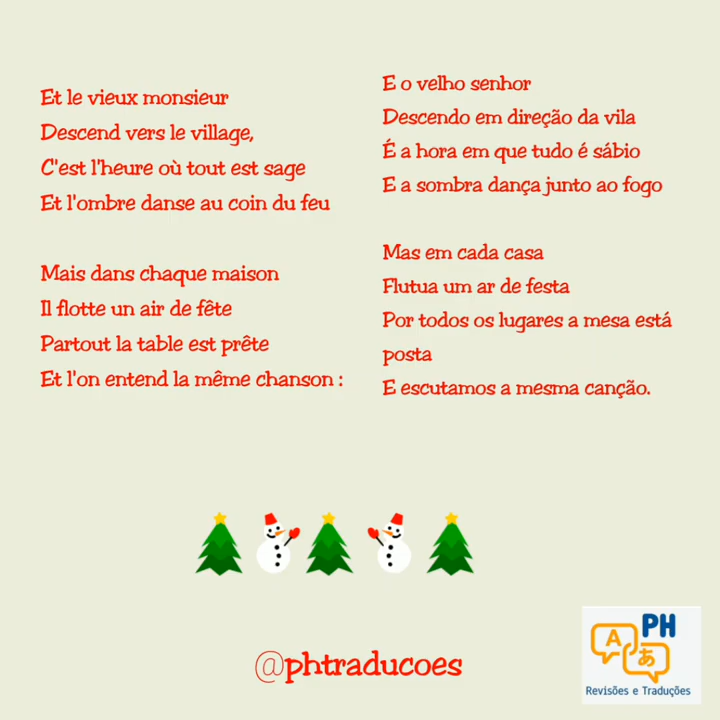 Et le vieux monsieur
Descend vers le village,
C'est l'heure où tout est sage
Et l'ombre danse au coin du feu
Mais dans chaque maison
Il flotte un air de fête
Partout la table est prête
Et l'on entend la même chanson :
E o velho senhor
Descendo em direção da vila
É a hora em que tudo é sábio
E a sombra dança junto ao fogo
Mas em cada casa
Flutua um ar de festa
Por todos os lugares a mesa está
posta
E escutamos a mesma canção.
@phtraducoes
PH
A
あ
Revisões e Traduções